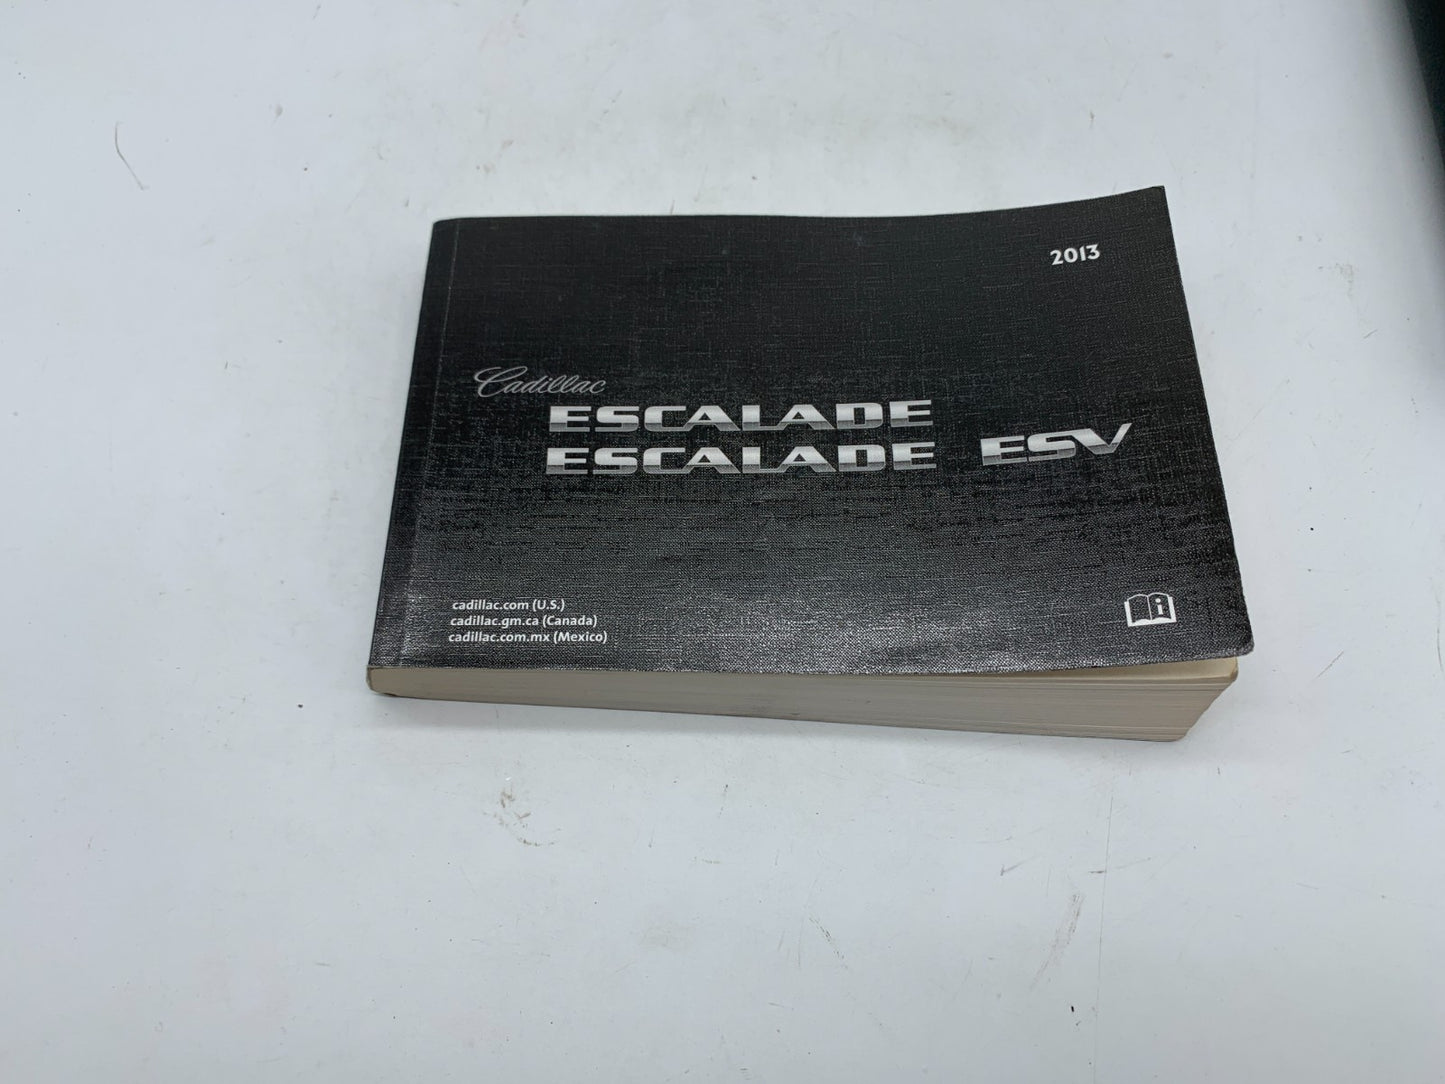 2013
Cadillac
ESCALADE
ESCALADE ESV
cadillac.com (U.S.)
cadillac.gm.ca (Canada)
cadillac.com.mx (Mexico)
i